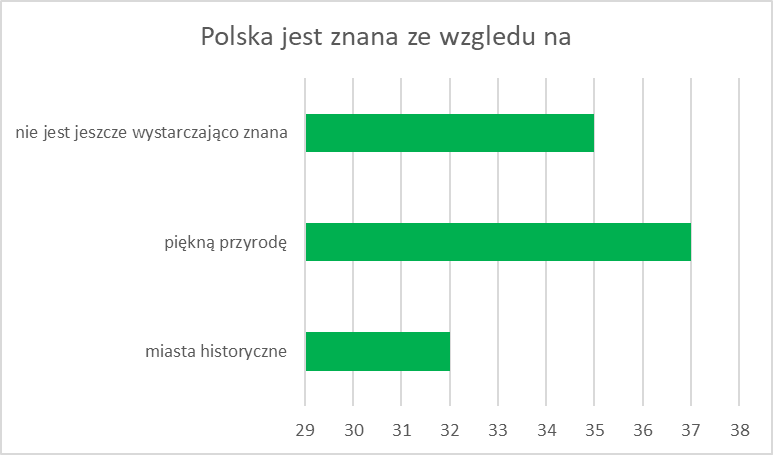 Polska jest znana ze wzgledu na
nie jest jeszcze wystarczająco znana
piękną przyrodę
miasta historyczne
29 30 31 32 33 34 35 36 37 38